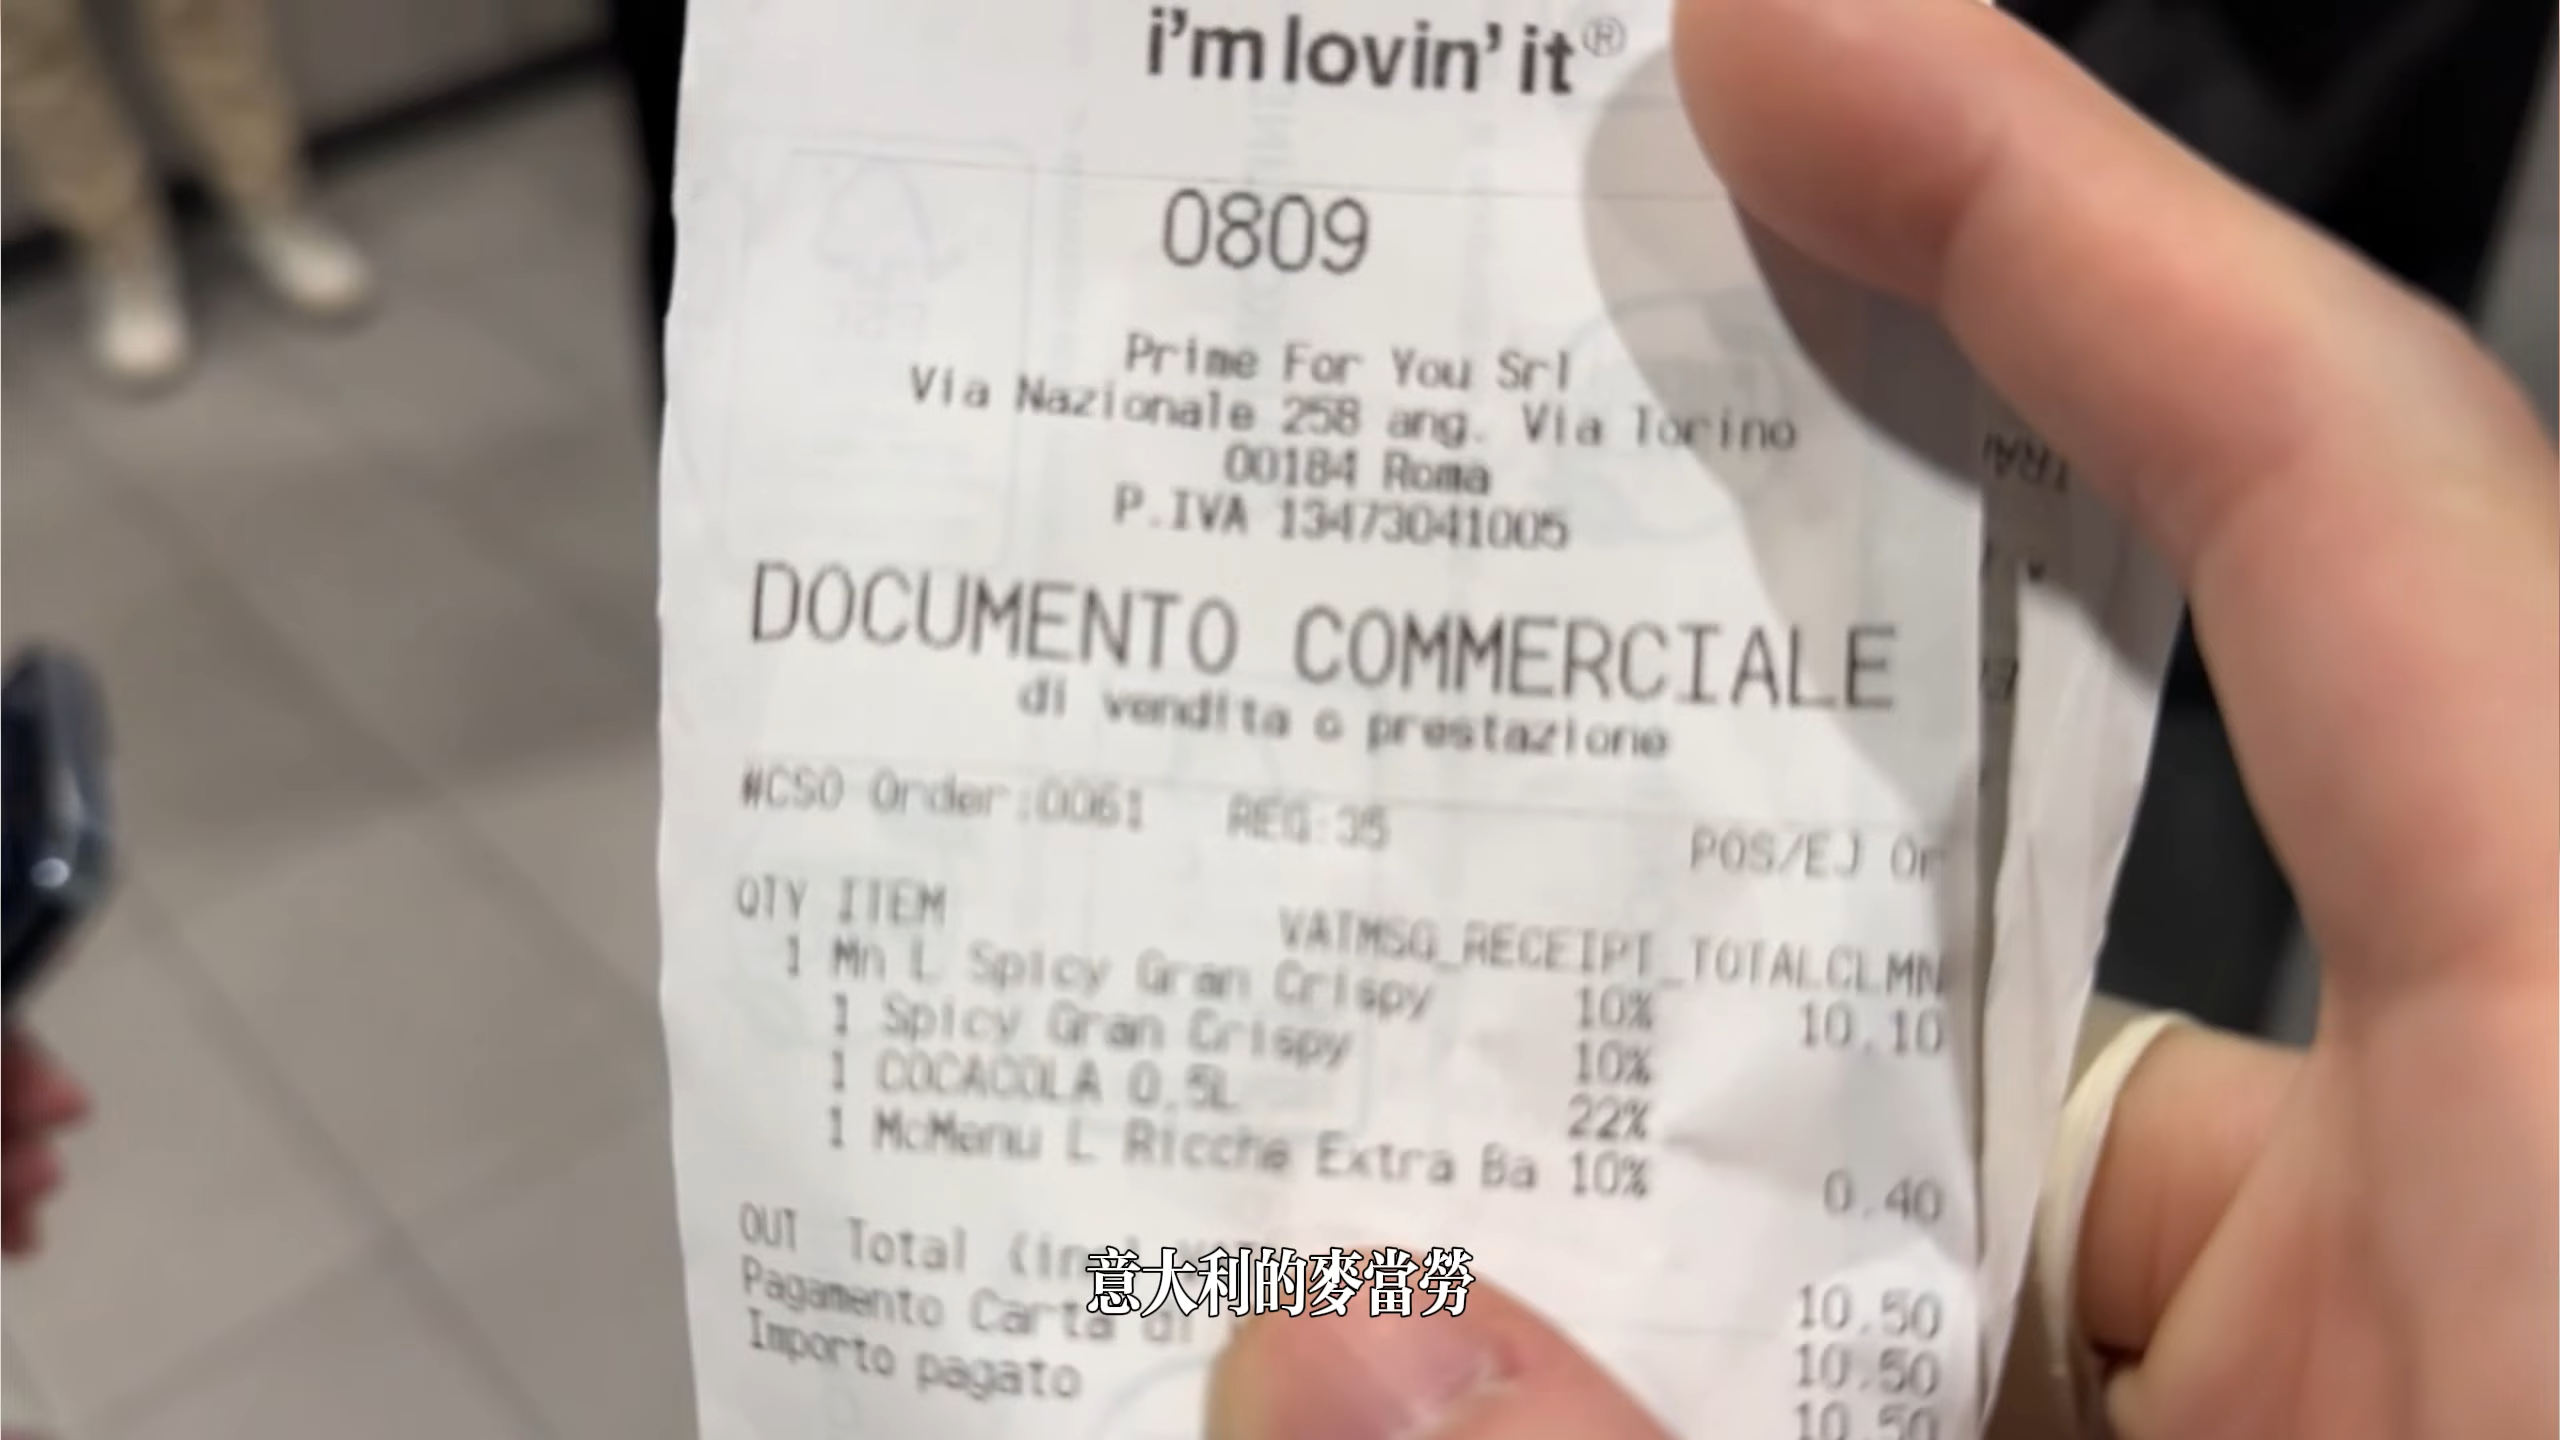 i'm lovin' it®
0809
Prime For You Srl
Via Nazionale 258 ang. Via Torino
00184 Roma
P.IVA 13473041005
DOCUMENTO COMMERCIALE
di vendita o prestazione
#CSO Order:0061 REG:35 POS/EJ Or
QTY ITEM VATMSG_RECEIPT_TOTALCLMN
1 Mn L Spicy Gran Crispy 10% 10.10
1 Spicy Gran Crispy 10%
1 COCACOLA 0.5L 22%
1 McMenu L Ricche Extra Ba 10% 0.40
OUT Total 10.50
Pagamento Carta di 10.50
Importo pagato 10.50
意大利的麥當勞